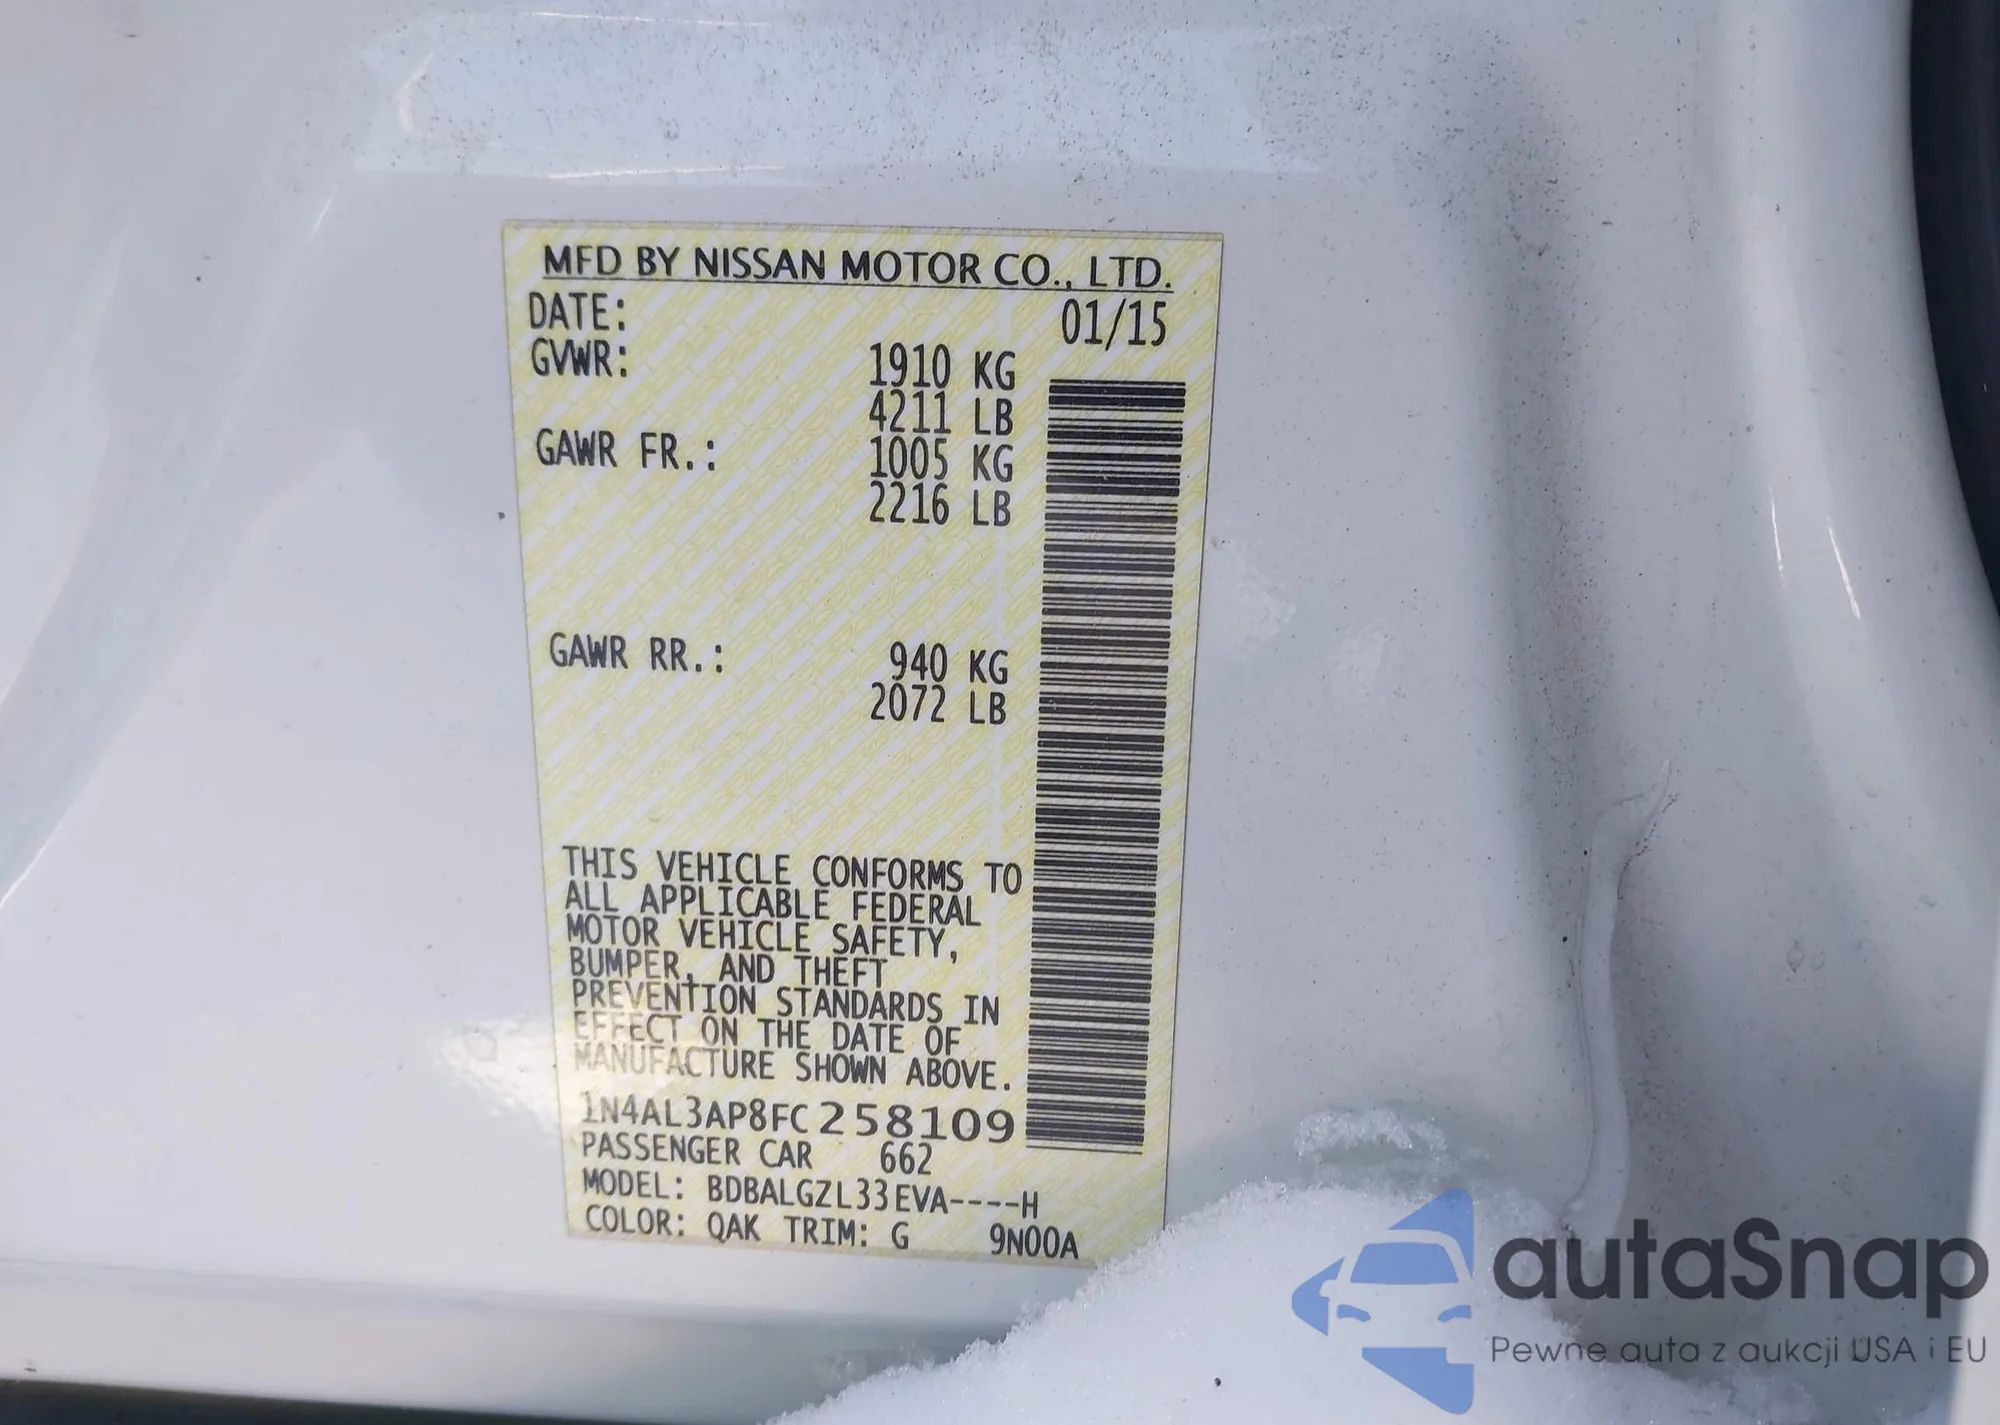 MFD BY NISSAN MOTOR CO., LTD.
DATE: 01/15
GVWR: 1910 KG
4211 LB
GAWR FR.: 1005 KG
2216 LB
GAWR RR.: 940 KG
2072 LB
THIS VEHICLE CONFORMS TO
ALL APPLICABLE FEDERAL
MOTOR VEHICLE SAFETY,
BUMPER, AND THEFT
PREVENTION STANDARDS IN
EFFECT ON THE DATE OF
MANUFACTURE SHOWN ABOVE.
1N4AL3AP8FC258109
PASSENGER CAR 662
MODEL: BDBALGZL33EVA----H
COLOR: QAK TRIM: G 9N00A
autaSnap
Pewne auta z aukcji USA i EU